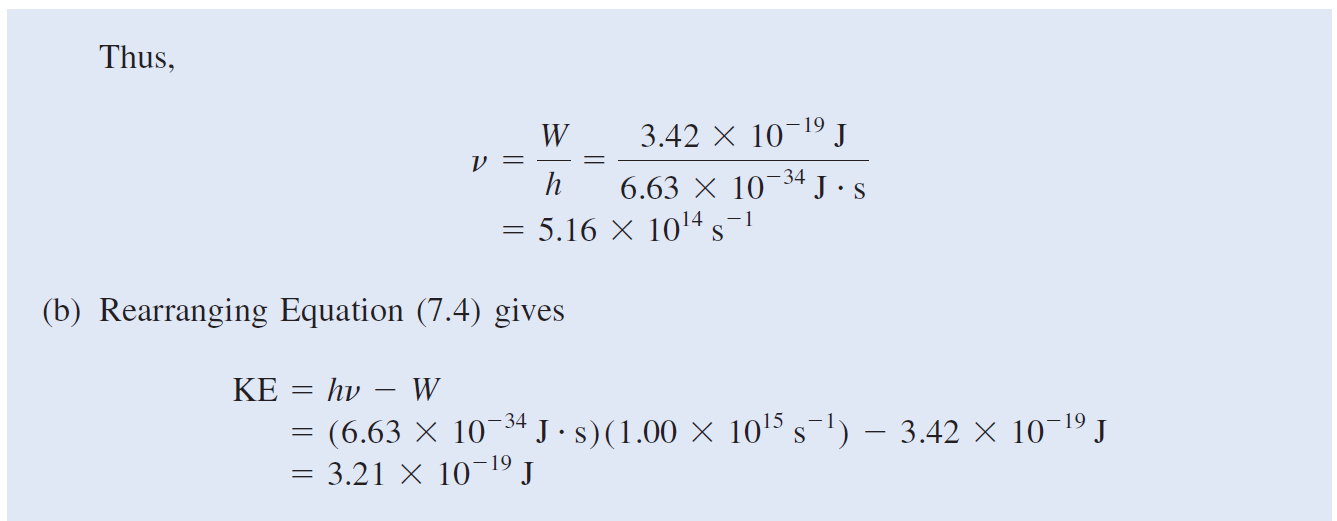 Thus,
ν = W/h = 3.42 × 10⁻¹⁹ J / 6.63 × 10⁻³⁴ J · s
= 5.16 × 10¹⁴ s⁻¹
(b) Rearranging Equation (7.4) gives
KE = hν − W
= (6.63 × 10⁻³⁴ J · s)(1.00 × 10¹⁵ s⁻¹) − 3.42 × 10⁻¹⁹ J
= 3.21 × 10⁻¹⁹ J